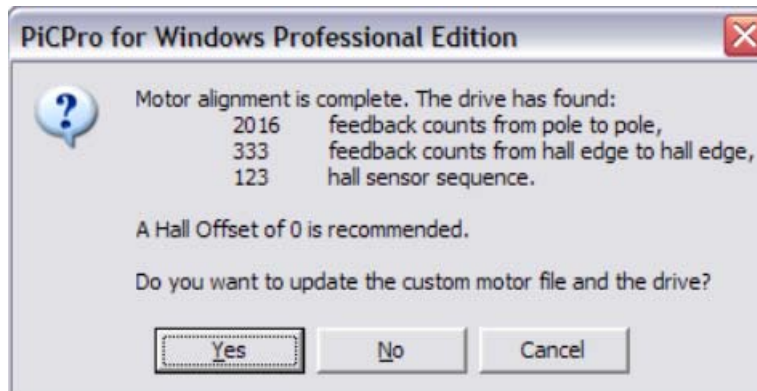 PiCPro for Windows Professional Edition
Motor alignment is complete. The drive has found:
2016 feedback counts from pole to pole,
333 feedback counts from hall edge to hall edge,
123 hall sensor sequence.
A Hall Offset of 0 is recommended.
Do you want to update the custom motor file and the drive?
Yes No Cancel